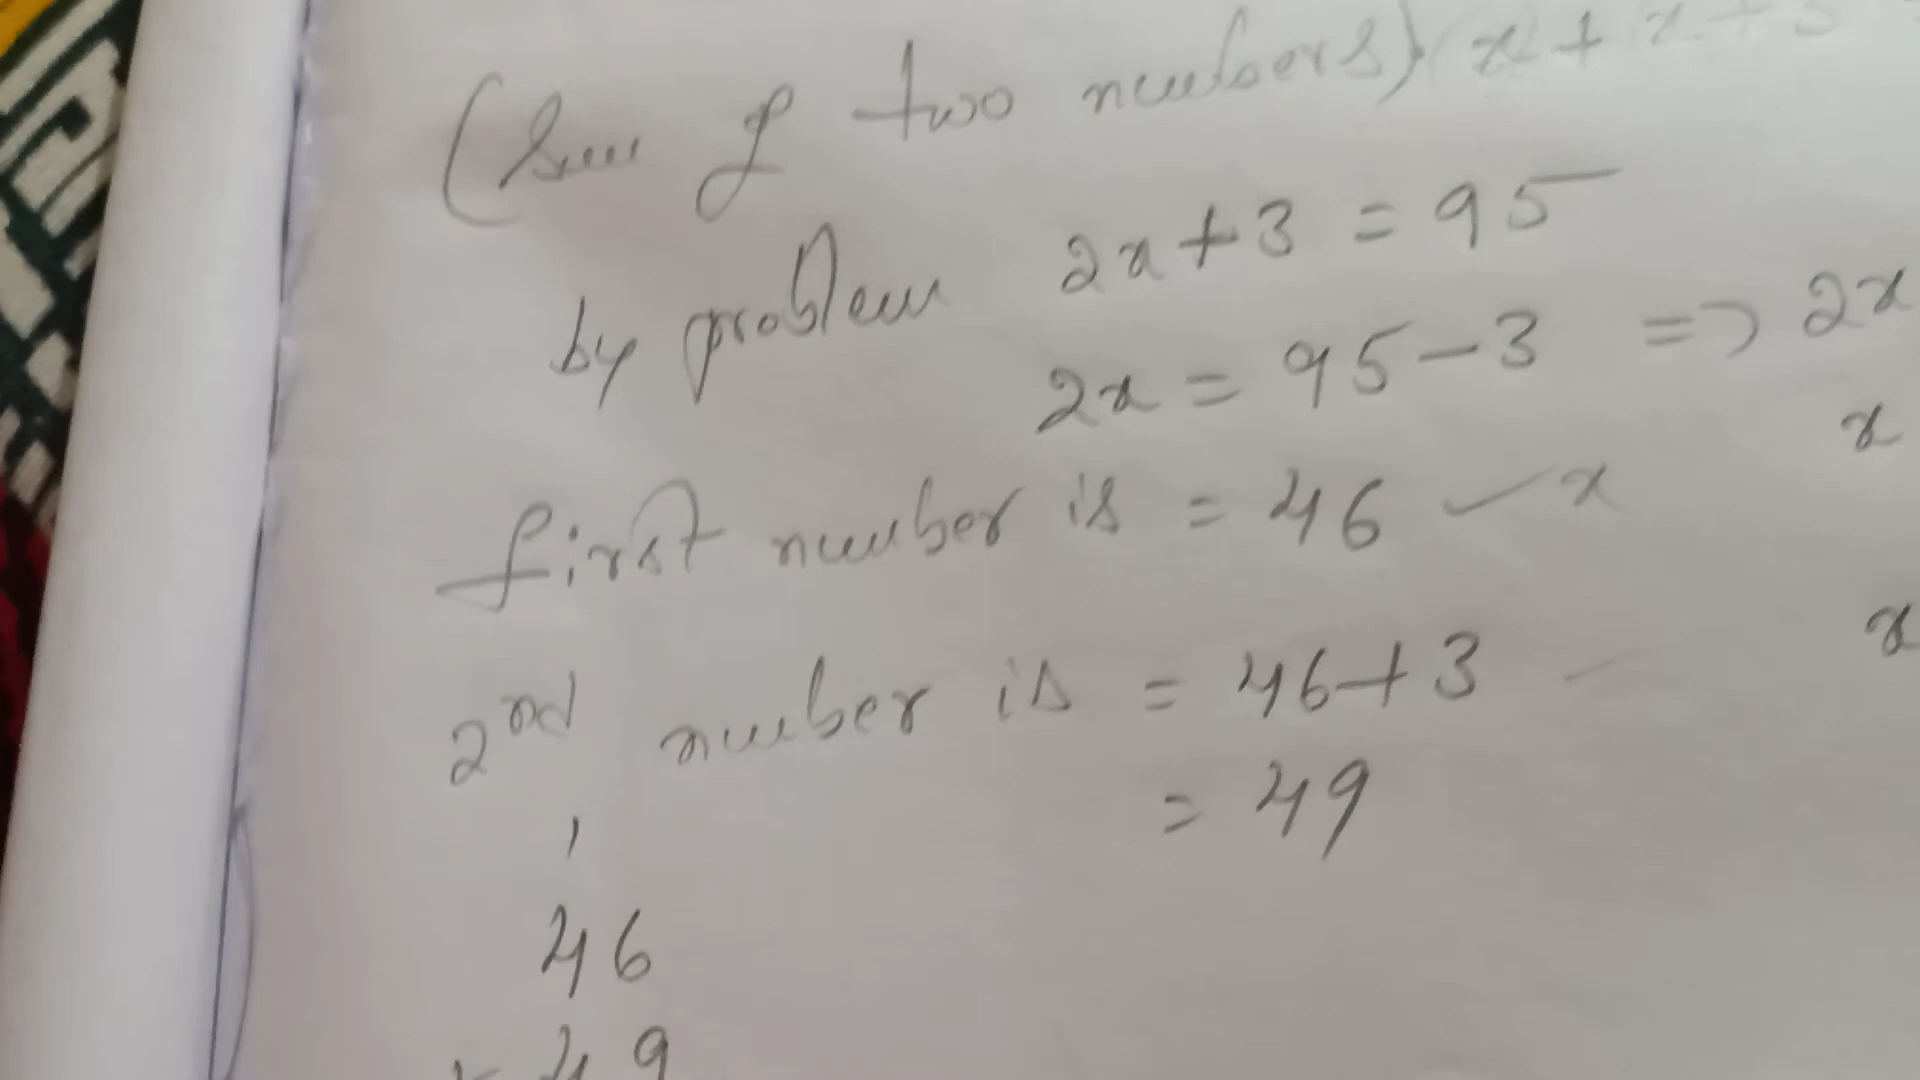 (Sum of two numbers) x + x + 3
by problem 2x + 3 = 95
2x = 95 - 3 => 2x
x
first number is = 46 - x
x
2nd number is = 46 + 3 -
= 49
46
+ 49